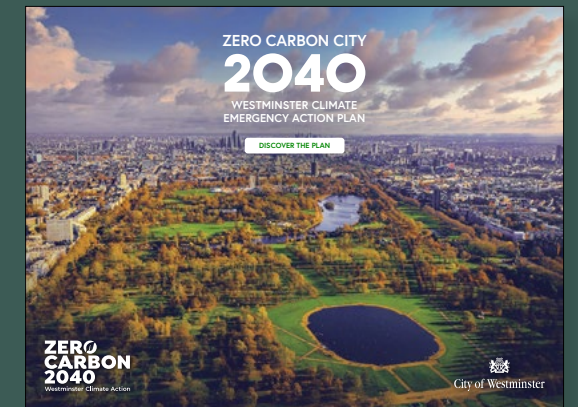 ZERO CARBON CITY
2040
WESTMINSTER CLIMATE
EMERGENCY ACTION PLAN
DISCOVER THE PLAN
ZERO
CARBON
2040
Westminster Climate Action
City of Westminster